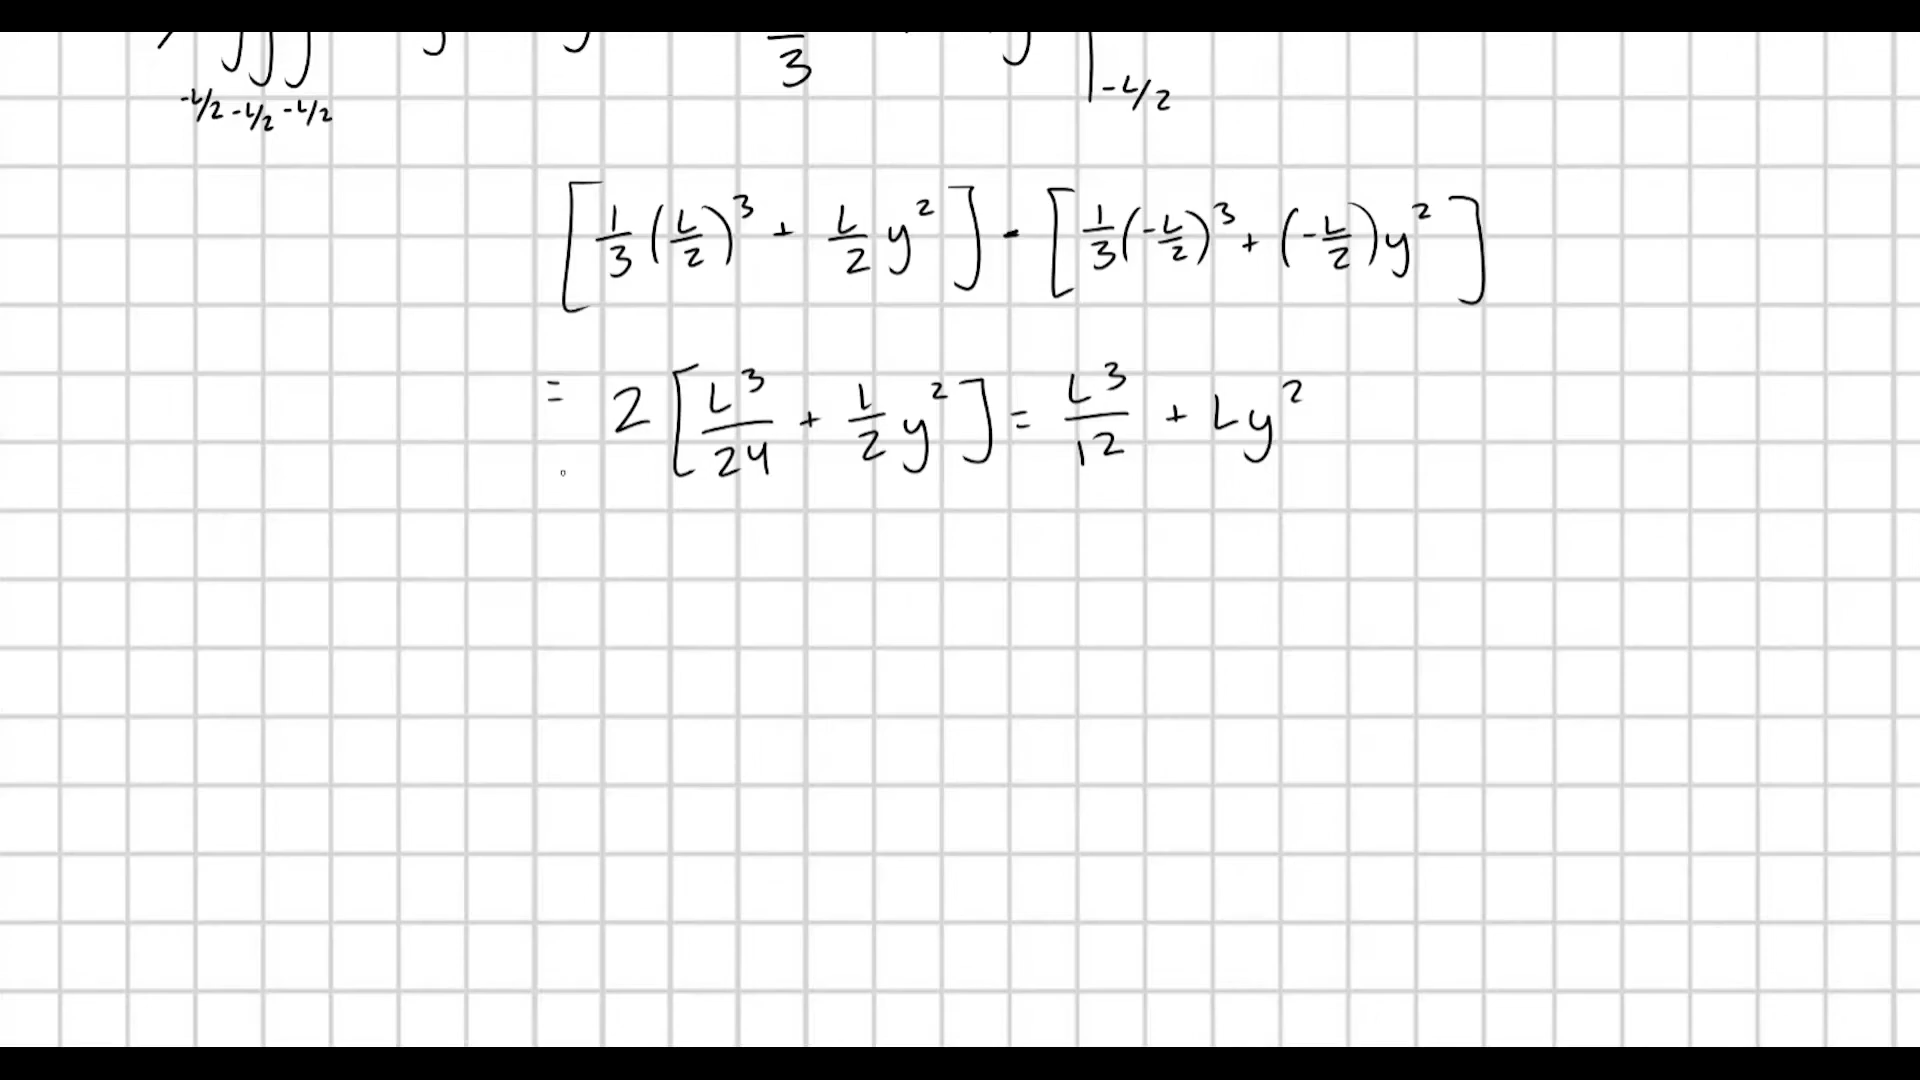 3
-L/2 -L/2 -L/2 |-L/2
[1/3 (L/2)^3 + L/2 y^2] - [1/3 (-L/2)^3 + (-L/2) y^2]
= 2 [L^3/24 + L/2 y^2] = L^3/12 + Ly^2